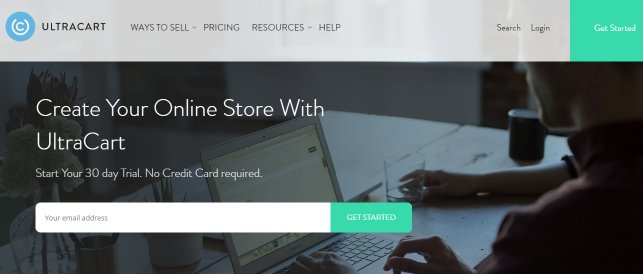 ULTRACART
WAYS TO SELL
PRICING
RESOURCES
HELP
Search
Login
Get Started
Create Your Online Store With
UltraCart
Start Your 30 day Trial. No Credit Card required.
Your email address
GET STARTED